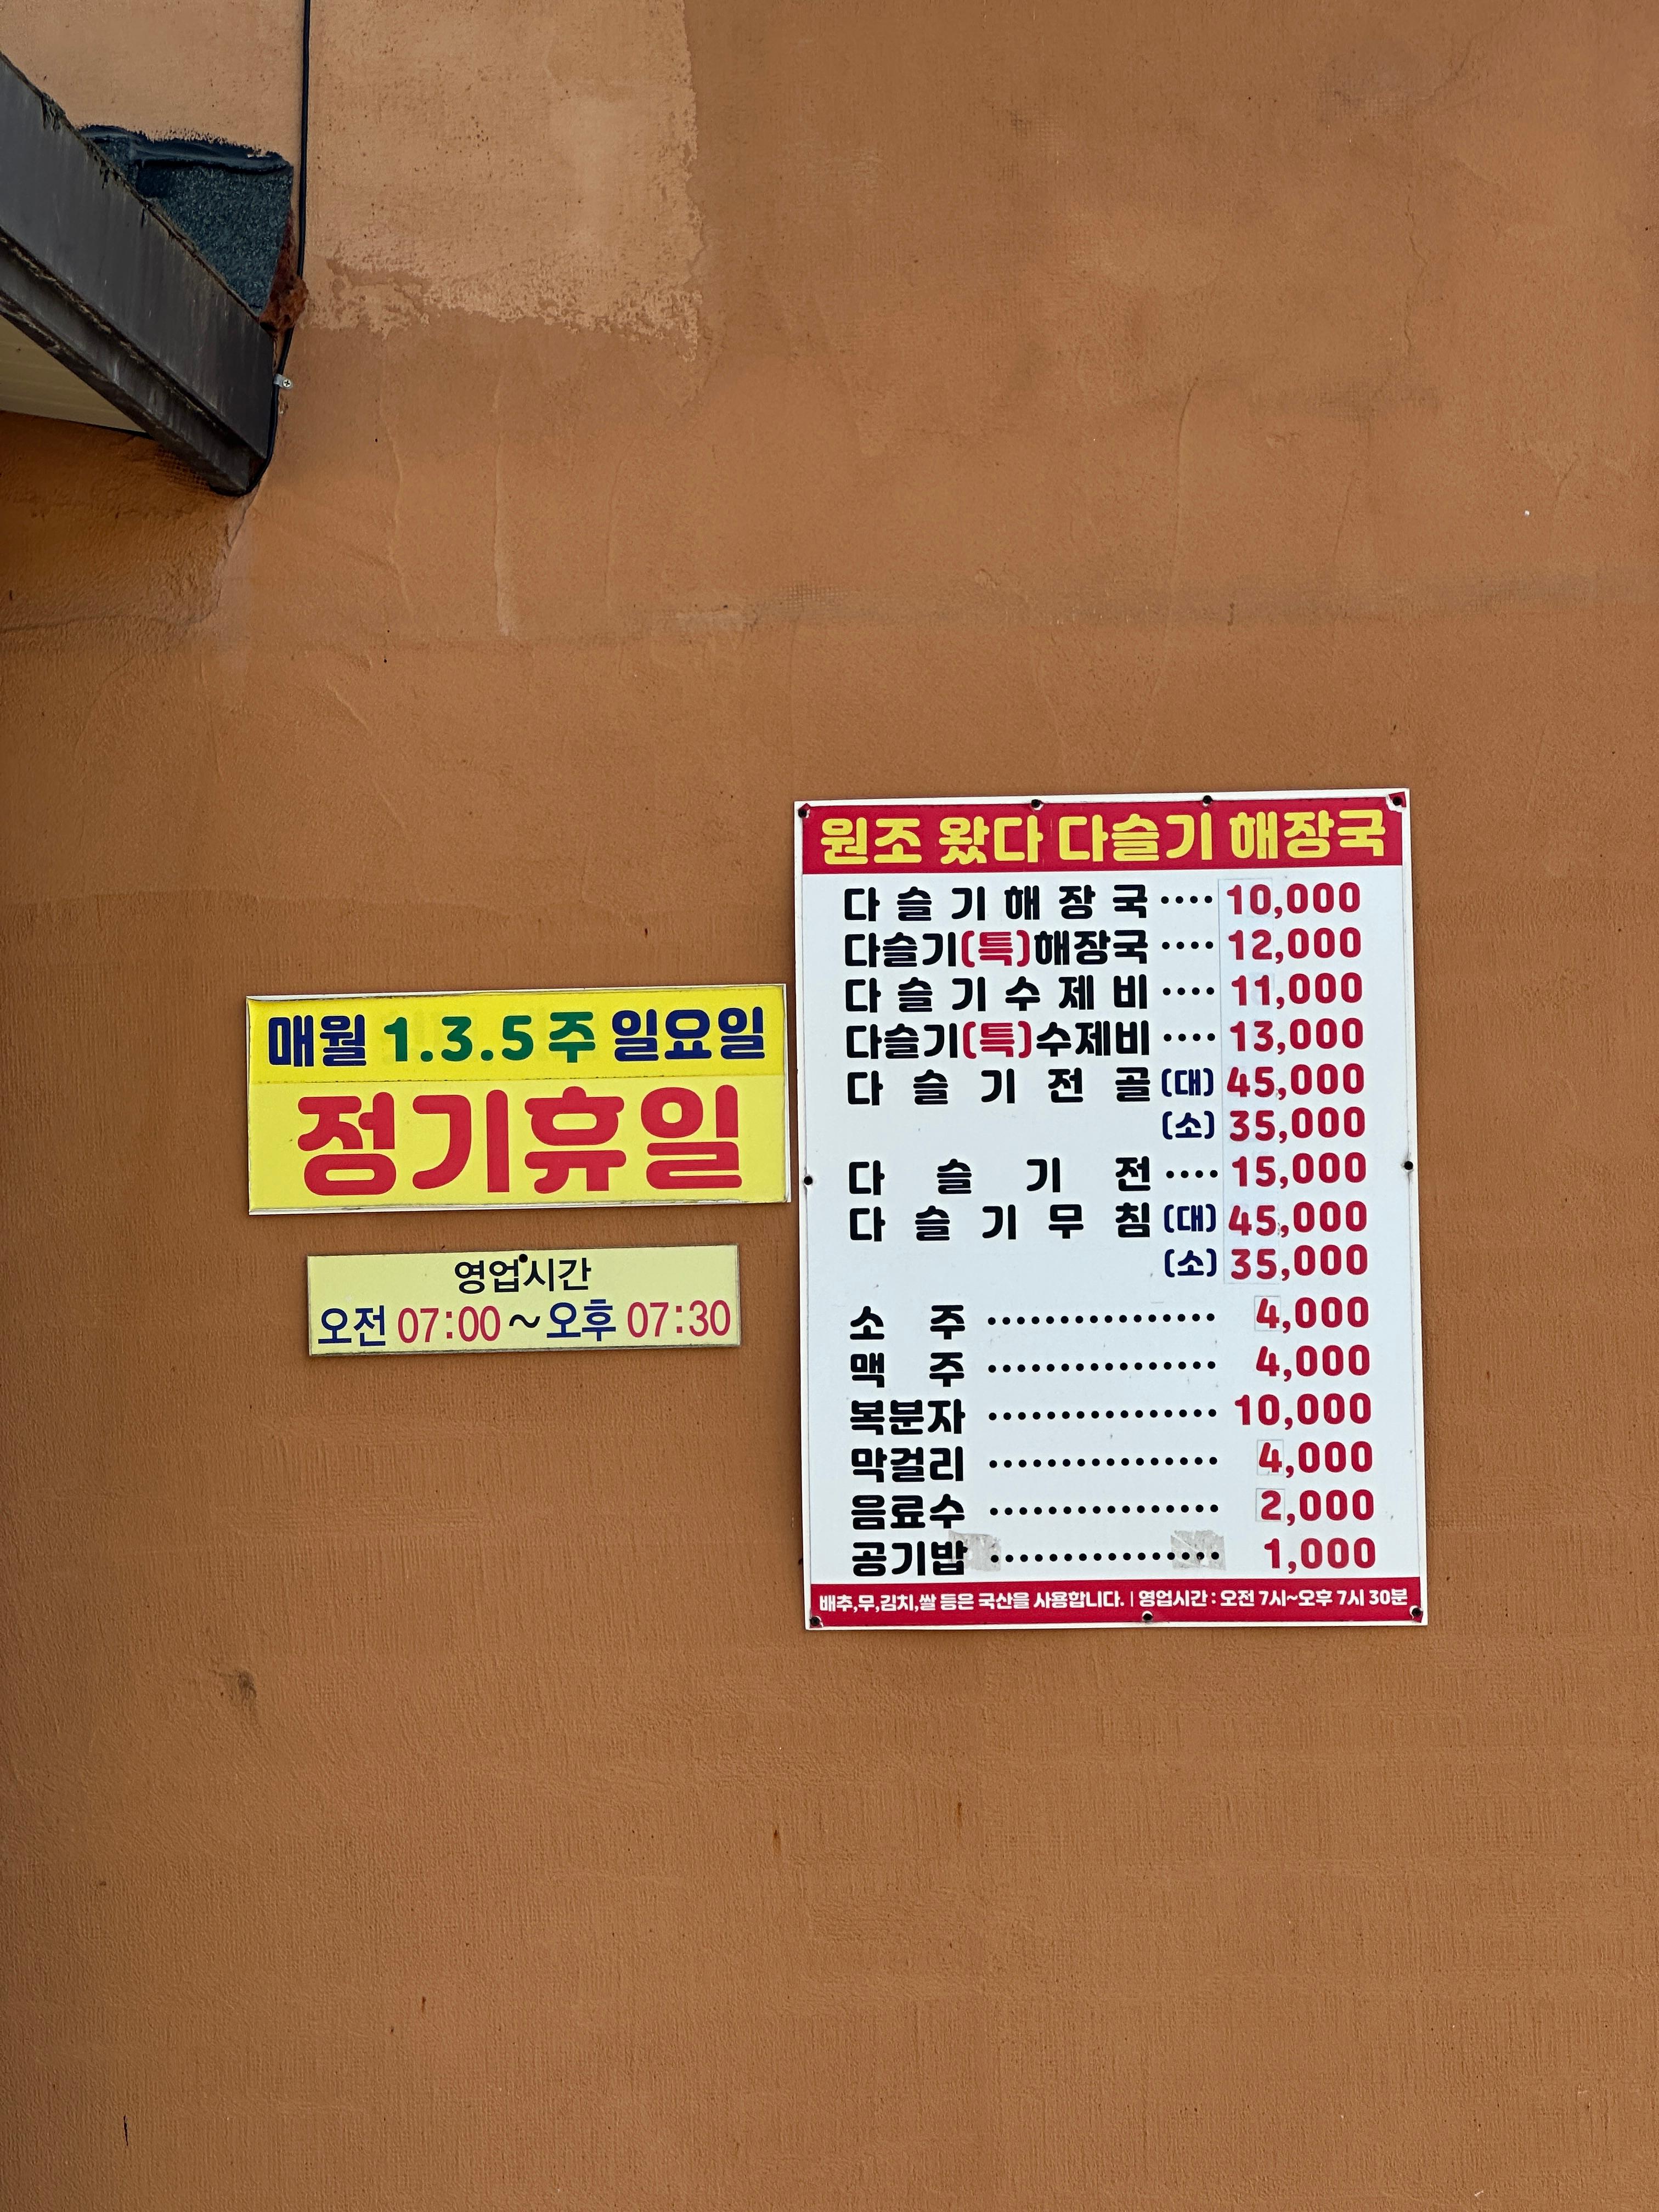 매월 1.3.5주 일요일
정기휴일
영업시간
오전 07:00~오후 07:30
원조 왔다 다슬기 해장국
다슬기해장국···· 10,000
다슬기(특)해장국···· 12,000
다슬기수제비···· 11,000
다슬기(특)수제비···· 13,000
다슬기전골(대) 45,000
(소) 35,000
다슬기전···· 15,000
다슬기무침(대) 45,000
(소) 35,000
소주 ················ 4,000
맥주 ················ 4,000
복분자 ················ 10,000
막걸리 ················ 4,000
음료수 ················ 2,000
공기밥 ················ 1,000
배추,무,김치,쌀 등은 국산을 사용합니다. | 영업시간 : 오전 7시~오후 7시 30분